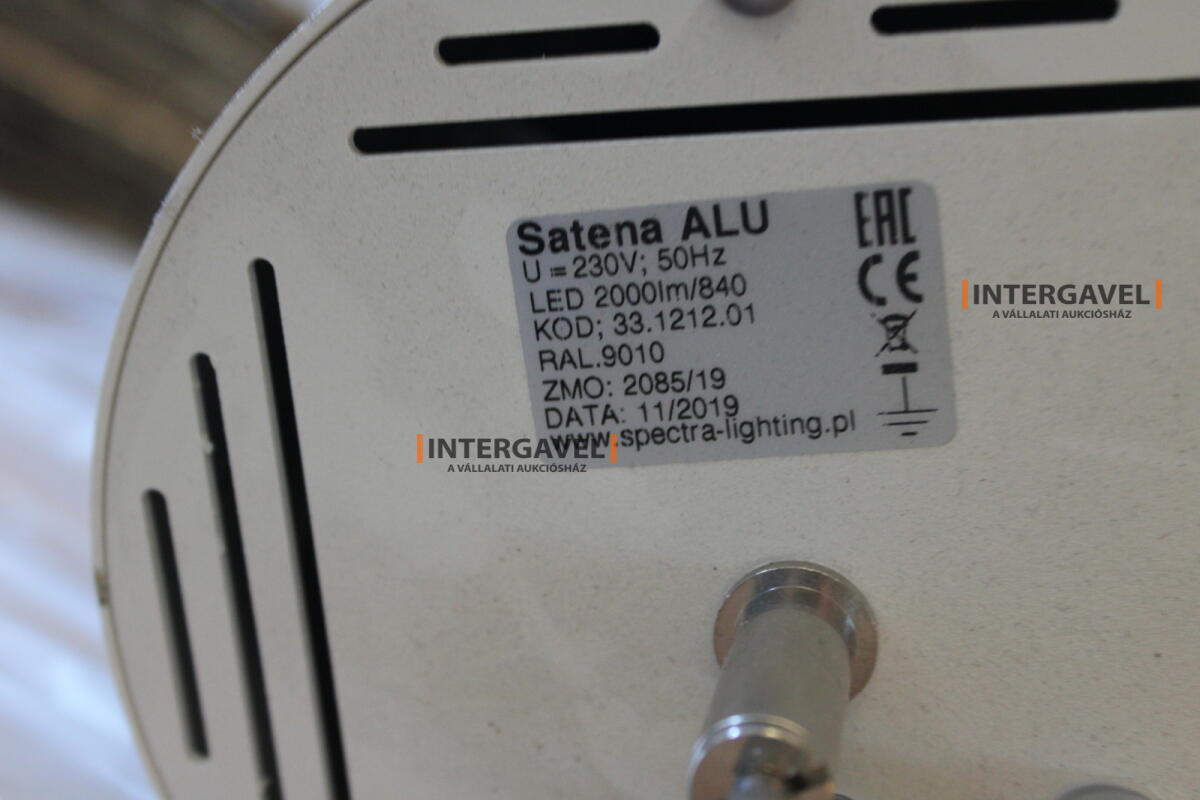 Satena ALU
U = 230V; 50Hz
LED 2000lm/840
KOD; 33.1212.01
RAL.9010
ZMO: 2085/19
DATA: 11/2019
www.spectra-lighting.pl
EAC
CE
INTERGAVEL
A VÁLLALATI AUKCIÓSHÁZ
INTERGAVEL
A VÁLLALATI AUKCIÓSHÁZ